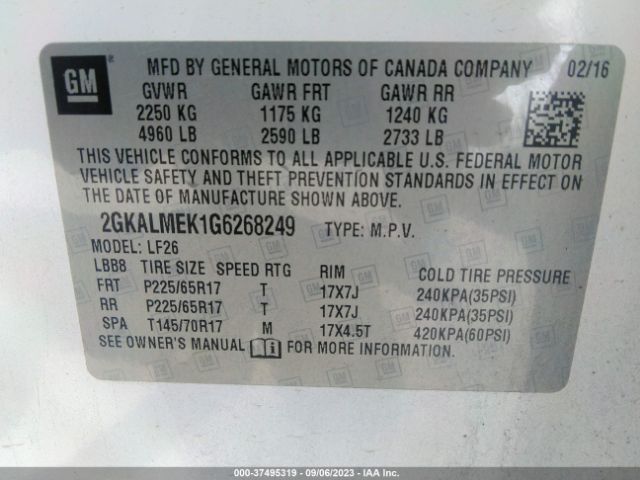 GM
MFD BY GENERAL MOTORS OF CANADA COMPANY 02/16
GVWR GAWR FRT GAWR RR
2250 KG 1175 KG 1240 KG
4960 LB 2590 LB 2733 LB
THIS VEHICLE CONFORMS TO ALL APPLICABLE U.S. FEDERAL MOTOR
VEHICLE SAFETY AND THEFT PREVENTION STANDARDS IN EFFECT ON
THE DATE OF MANUFACTURE SHOWN ABOVE.
2GKALMEK1G6268249 TYPE: M.P.V.
MODEL: LF26
LBB8 TIRE SIZE SPEED RTG RIM COLD TIRE PRESSURE
FRT P225/65R17 T 17X7J 240KPA(35PSI)
RR P225/65R17 T 17X7J 240KPA(35PSI)
SPA T145/70R17 M 17X4.5T 420KPA(60PSI)
SEE OWNER'S MANUAL FOR MORE INFORMATION.
000-37495319 - 09/06/2023 - IAA Inc.